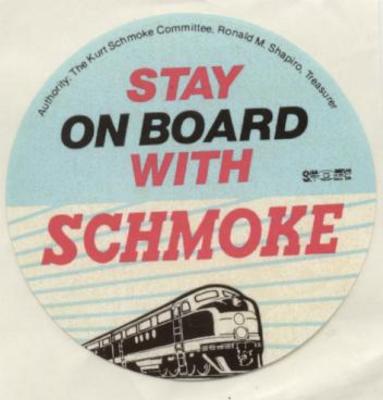 Authority: The Kurt Schmoke Committee, Ronald M. Shapiro, Treasurer
STAY
ON BOARD
WITH
SCHMOKE